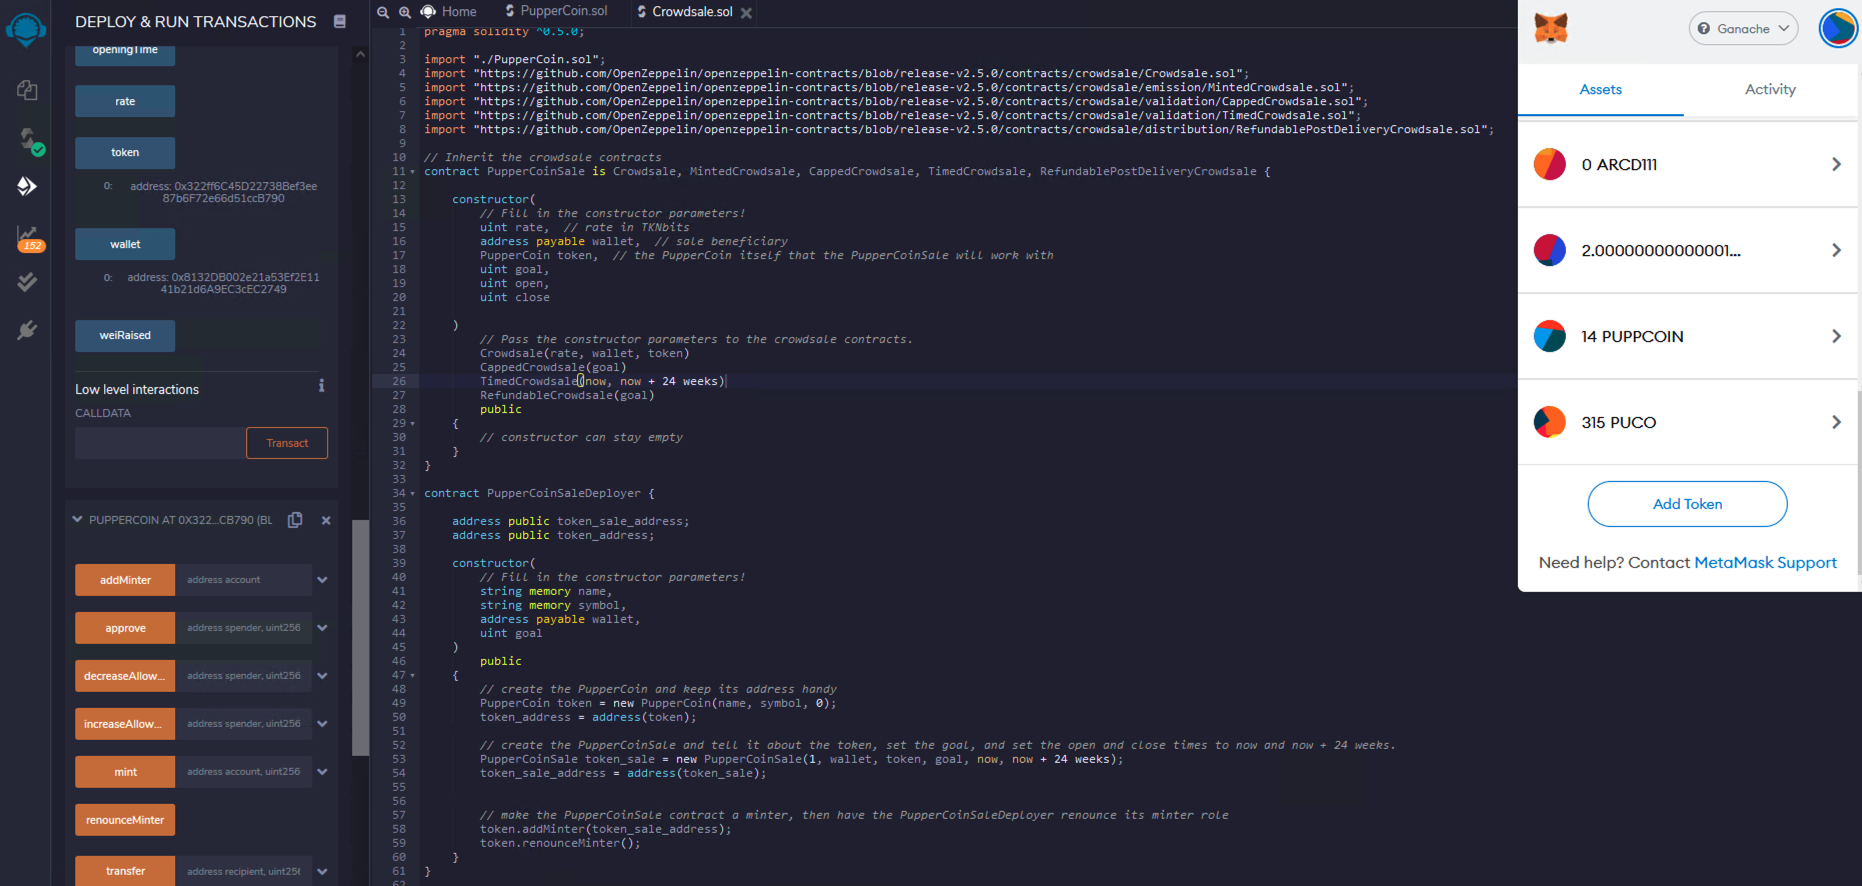 DEPLOY & RUN TRANSACTIONS
openingTime
rate
token
0: address: 0x322ff6C45D22738Bef3ee
87b6F72e66d51ccB790
wallet
0: address: 0x8132DB002e21a53Ef2E11
41b21d6A9EC3cEC2749
weiRaised
Low level interactions
CALLDATA
Transact
PUPPERCOIN AT 0X322...CB790 (BL
addMinter address account
approve address spender, uint256
decreaseAllow... address spender, uint256
increaseAllow... address spender, uint256
mint address account, uint256
renounceMinter
transfer address recipient, uint25
152
Home PupperCoin.sol Crowdsale.sol
1 pragma solidity ^0.5.0;
2
3 import "./PupperCoin.sol";
4 import "https://github.com/OpenZeppelin/openzeppelin-contracts/blob/release-v2.5.0/contracts/crowdsale/Crowdsale.sol";
5 import "https://github.com/OpenZeppelin/openzeppelin-contracts/blob/release-v2.5.0/contracts/crowdsale/emission/MintedCrowdsale.sol";
6 import "https://github.com/OpenZeppelin/openzeppelin-contracts/blob/release-v2.5.0/contracts/crowdsale/validation/CappedCrowdsale.sol";
7 import "https://github.com/OpenZeppelin/openzeppelin-contracts/blob/release-v2.5.0/contracts/crowdsale/validation/TimedCrowdsale.sol";
8 import "https://github.com/OpenZeppelin/openzeppelin-contracts/blob/release-v2.5.0/contracts/crowdsale/distribution/RefundablePostDeliveryCrowdsale.sol";
9
10 // Inherit the crowdsale contracts
11 contract PupperCoinSale is Crowdsale, MintedCrowdsale, CappedCrowdsale, TimedCrowdsale, RefundablePostDeliveryCrowdsale {
12
13 constructor(
14 // Fill in the constructor parameters!
15 uint rate, // rate in TKNbits
16 address payable wallet, // sale beneficiary
17 PupperCoin token, // the PupperCoin itself that the PupperCoinSale will work with
18 uint goal,
19 uint open,
20 uint close
21
22 )
23 // Pass the constructor parameters to the crowdsale contracts.
24 Crowdsale(rate, wallet, token)
25 CappedCrowdsale(goal)
26 TimedCrowdsale(now, now + 24 weeks)
27 RefundableCrowdsale(goal)
28 public
29 {
30 // constructor can stay empty
31 }
32 }
33
34 contract PupperCoinSaleDeployer {
35
36 address public token_sale_address;
37 address public token_address;
38
39 constructor(
40 // Fill in the constructor parameters!
41 string memory name,
42 string memory symbol,
43 address payable wallet,
44 uint goal
45 )
46 public
47 {
48 // create the PupperCoin and keep its address handy
49 PupperCoin token = new PupperCoin(name, symbol, 0);
50 token_address = address(token);
51
52 // create the PupperCoinSale and tell it about the token, set the goal, and set the open and close times to now and now + 24 weeks.
53 PupperCoinSale token_sale = new PupperCoinSale(1, wallet, token, goal, now, now + 24 weeks);
54 token_sale_address = address(token_sale);
55
56
57 // make the PupperCoinSale contract a minter, then have the PupperCoinSaleDeployer renounce its minter role
58 token.addMinter(token_sale_address);
59 token.renounceMinter();
60 }
61 }
62
Ganache
Assets Activity
0 ARCD111
2.00000000000001...
14 PUPPCOIN
315 PUCO
Add Token
Need help? Contact MetaMask Support